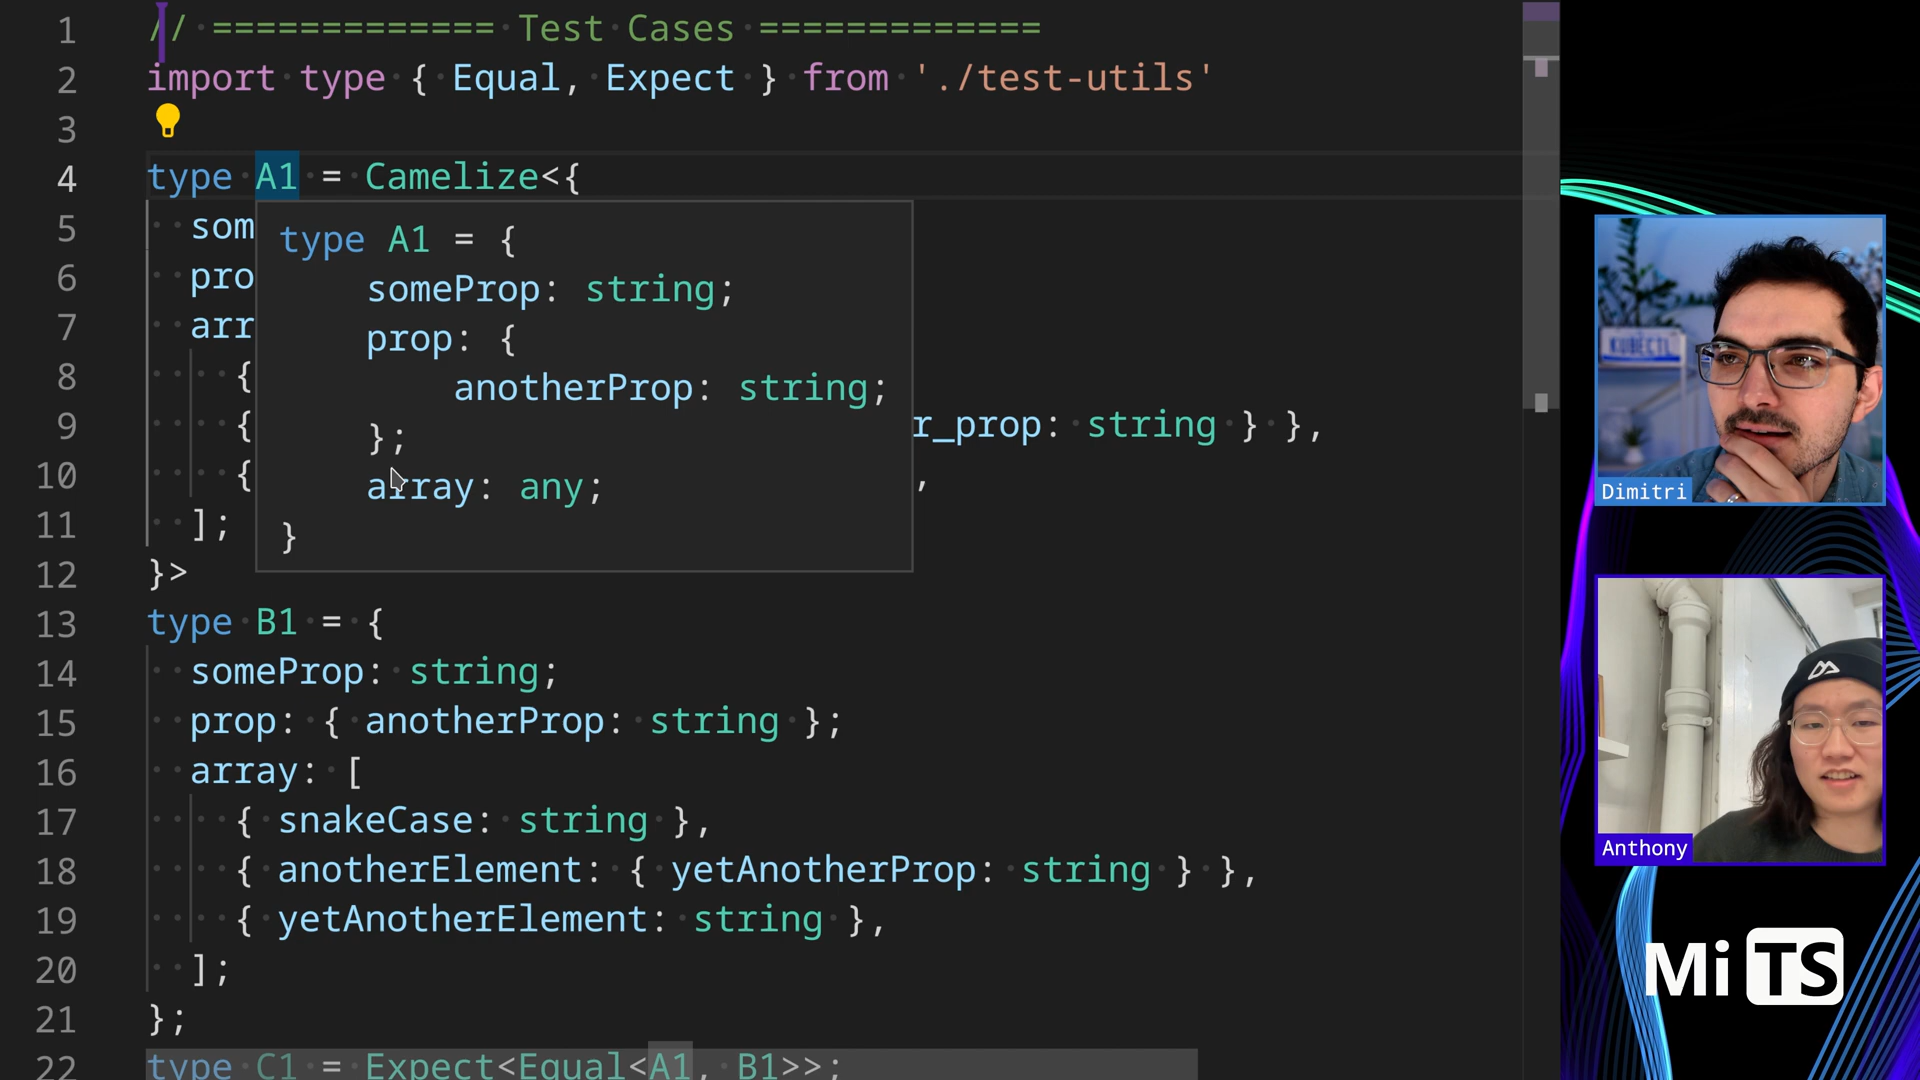 1 // ============= Test Cases =============
2 import type { Equal, Expect } from './test-utils'
3
4 type A1 = Camelize<{
5 som
type A1 = {
6 pro
someProp: string;
7 arr
prop: {
8 {
anotherProp: string;
9 { r_prop: string } },
};
10 { ,
array: any;
11 ];
}
12 }>
13 type B1 = {
14 someProp: string;
15 prop: { anotherProp: string };
16 array: [
17 { snakeCase: string },
18 { anotherElement: { yetAnotherProp: string } },
19 { yetAnotherElement: string },
20 ];
21 };
22 type C1 = Expect<Equal<A1, B1>>;
KUBECTL
Dimitri
Anthony
Mi TS